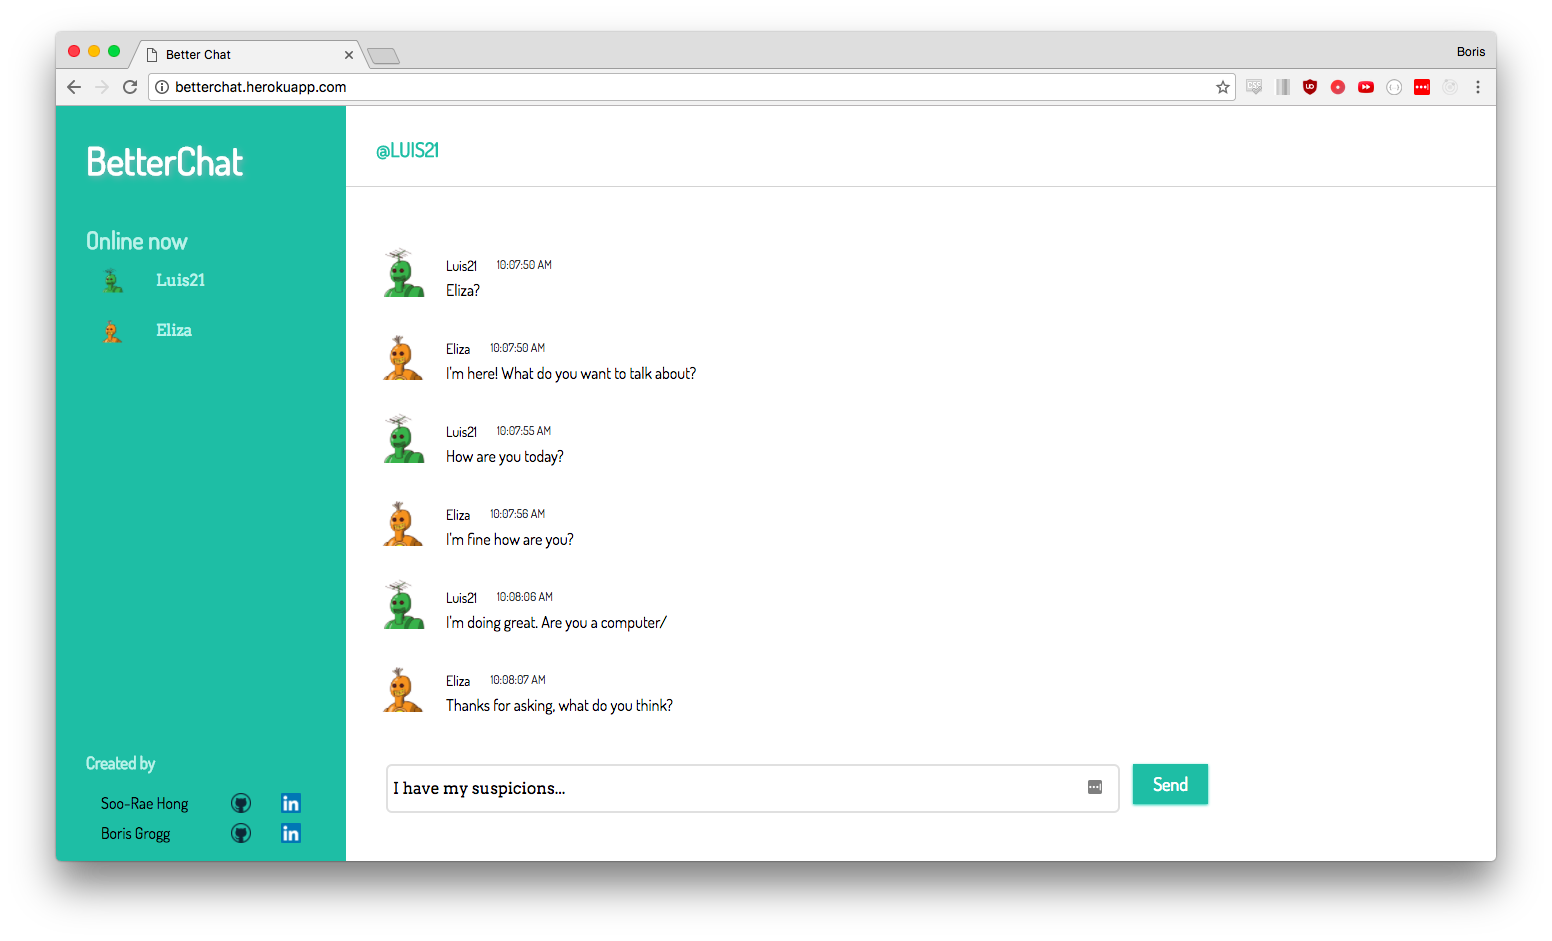 Better Chat
Boris
betterchat.herokuapp.com
BetterChat
Online now
Luis21
Eliza
Created by
Soo-Rae Hong
in
Boris Grogg
in
@LUIS21
Luis21 10:07:50 AM
Eliza?
Eliza 10:07:50 AM
I'm here! What do you want to talk about?
Luis21 10:07:55 AM
How are you today?
Eliza 10:07:56 AM
I'm fine how are you?
Luis21 10:08:06 AM
I'm doing great. Are you a computer/
Eliza 10:08:07 AM
Thanks for asking, what do you think?
I have my suspicions...
Send